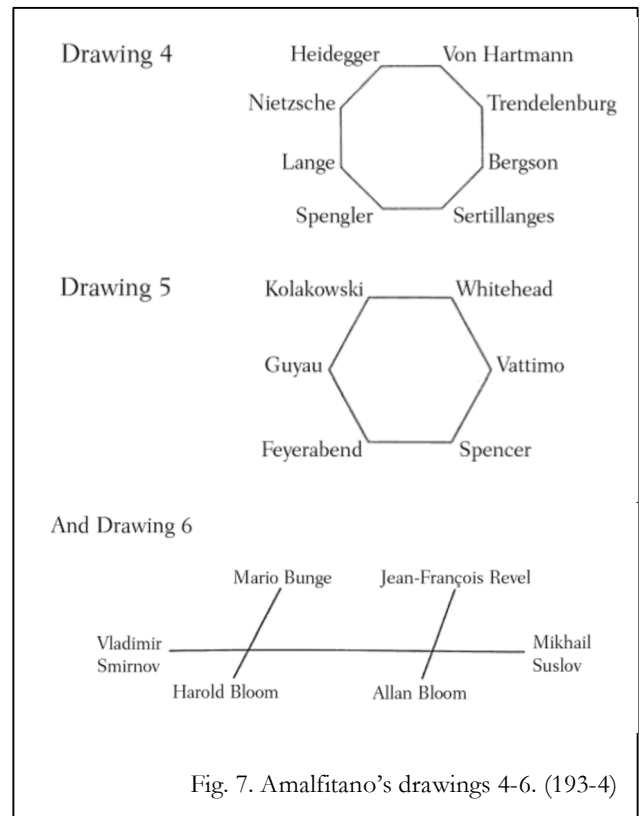 Drawing 4
Heidegger Von Hartmann
Nietzsche Trendelenburg
Lange Bergson
Spengler Sertillanges
Drawing 5
Kolakowski Whitehead
Guyau Vattimo
Feyerabend Spencer
And Drawing 6
Mario Bunge Jean-François Revel
Vladimir
Smirnov
Mikhail
Suslov
Harold Bloom Allan Bloom
Fig. 7. Amalfitano's drawings 4-6. (193-4)